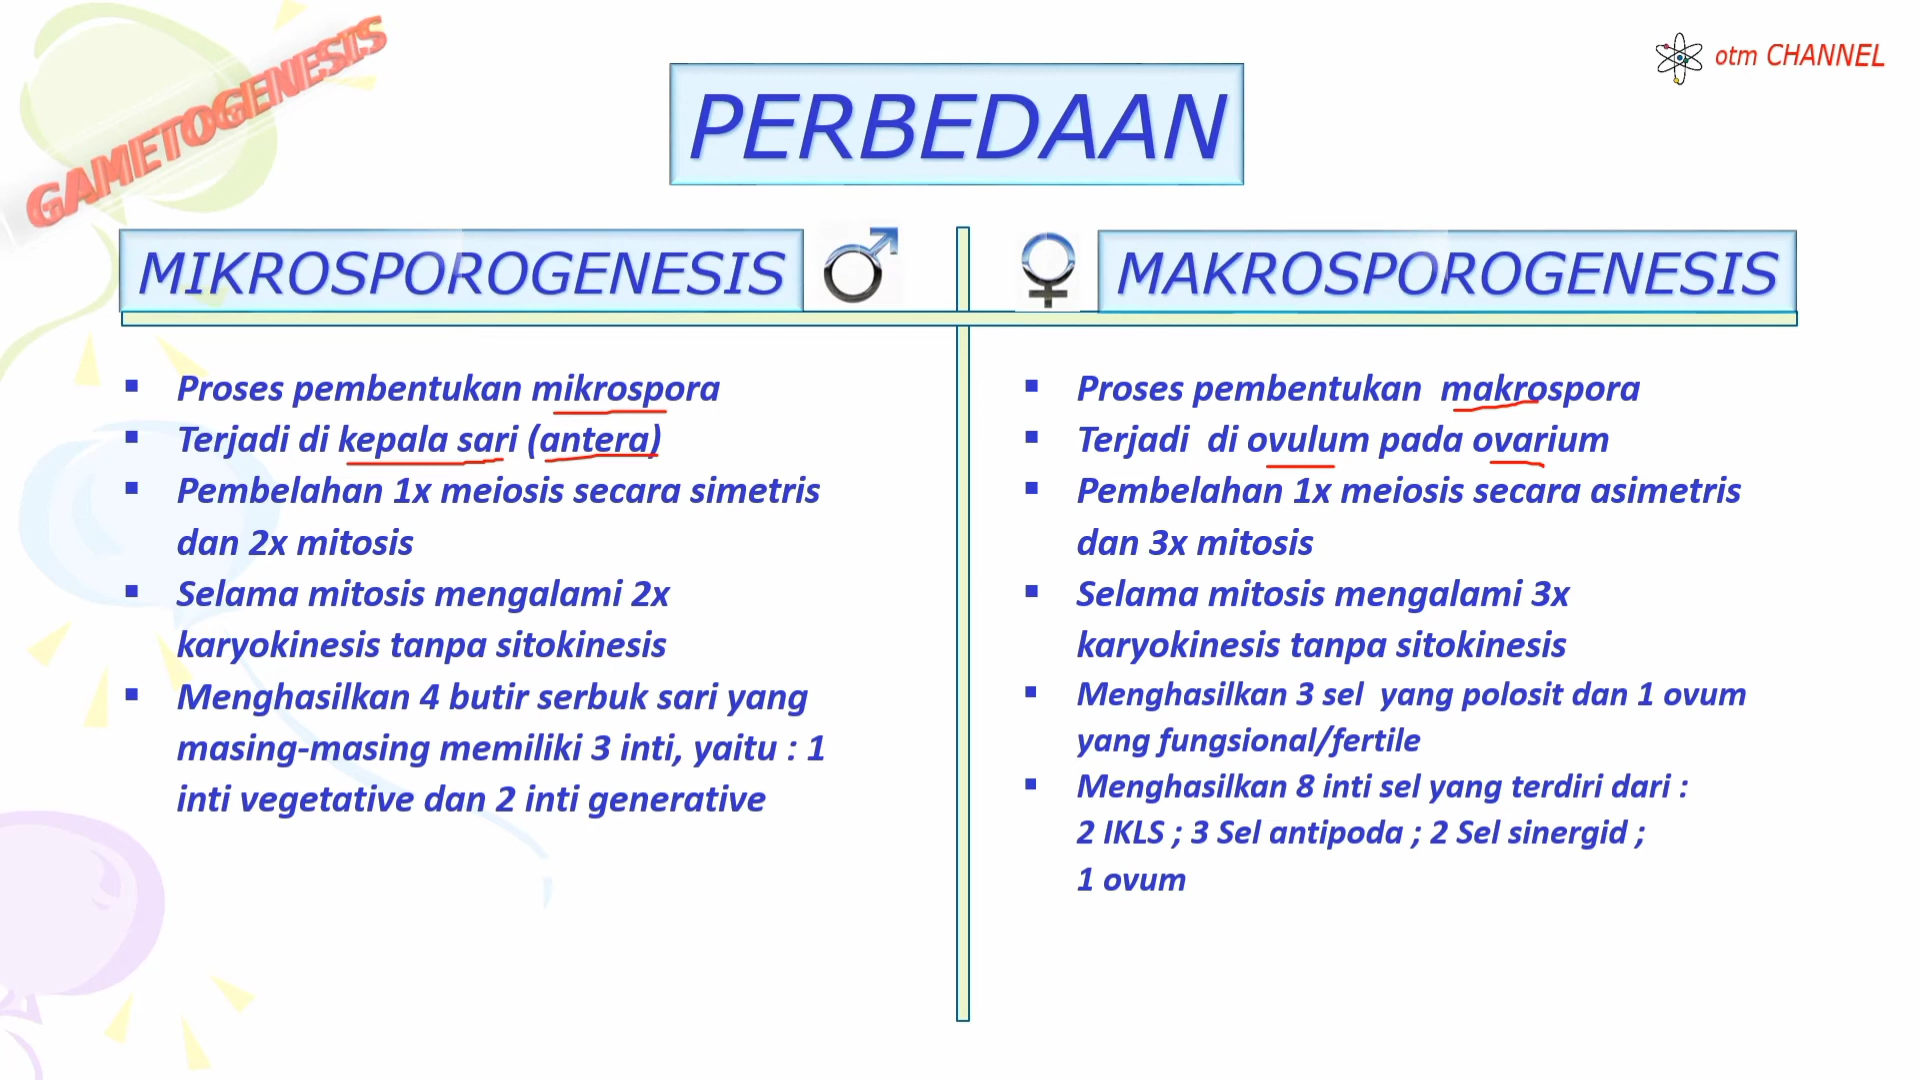 GAMETOGENESIS
otm CHANNEL
PERBEDAAN
MIKROSPOROGENESIS
MAKROSPOROGENESIS
▪ Proses pembentukan mikrospora
▪ Terjadi di kepala sari (antera)
▪ Pembelahan 1x meiosis secara simetris
dan 2x mitosis
▪ Selama mitosis mengalami 2x
karyokinesis tanpa sitokinesis
▪ Menghasilkan 4 butir serbuk sari yang
masing-masing memiliki 3 inti, yaitu : 1
inti vegetative dan 2 inti generative
▪ Proses pembentukan makrospora
▪ Terjadi di ovulum pada ovarium
▪ Pembelahan 1x meiosis secara asimetris
dan 3x mitosis
▪ Selama mitosis mengalami 3x
karyokinesis tanpa sitokinesis
▪ Menghasilkan 3 sel yang polosit dan 1 ovum
yang fungsional/fertile
▪ Menghasilkan 8 inti sel yang terdiri dari :
2 IKLS ; 3 Sel antipoda ; 2 Sel sinergid ;
1 ovum